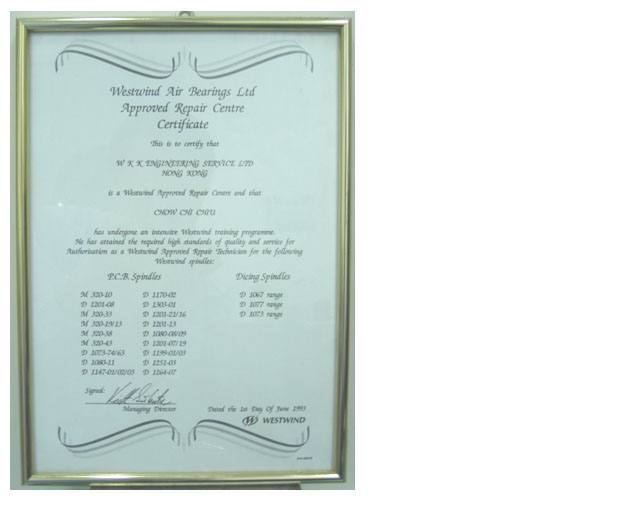 Westwind Air Bearings Ltd
Approved Repair Centre
Certificate
This is to certify that
W K K ENGINEERING SERVICE LTD
HONG KONG
is a Westwind Approved Repair Centre and that
CHOW CHI CHIU
has undergone an intensive Westwind training programme.
He has attained the required high standards of quality and service for
Authorisation as a Westwind Approved Repair Technician for the following
Westwind spindles:
P.C.B. Spindles Dicing Spindles
M 320-10 D 1170-02 D 1067 range
D 1201-08 D 1303-01 D 1077 range
M 320-33 D 1201-21/16 D 1073 range
M 320-19/13 D 1201-13
M 320-38 D 1080-08/09
M 320-43 D 1201-07/19
D 1073-74/63 D 1199-01/03
D 1080-11 D 1251-03
D 1147-01/02/03 D 1264-07
Signed:
Managing Director Dated the 1st Day Of June 1993
WESTWIND